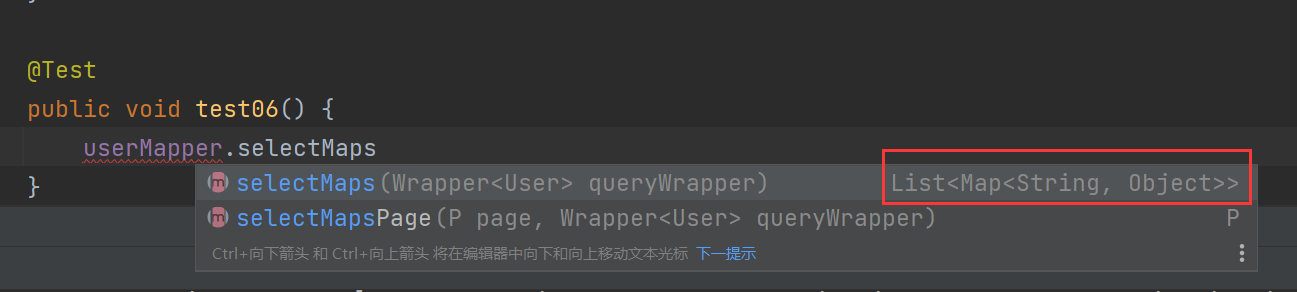 @Test
public void test06() {
userMapper.selectMaps
}
selectMaps(Wrapper<User> queryWrapper) List<Map<String, Object>>
selectMapsPage(P page, Wrapper<User> queryWrapper) P
Ctrl+向下箭头 和 Ctrl+向上箭头 将在编辑器中向下和向上移动文本光标 下一提示